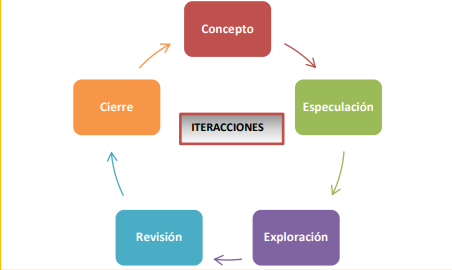 Concepto
Especulación
Exploración
Revisión
Cierre
ITERACCIONES